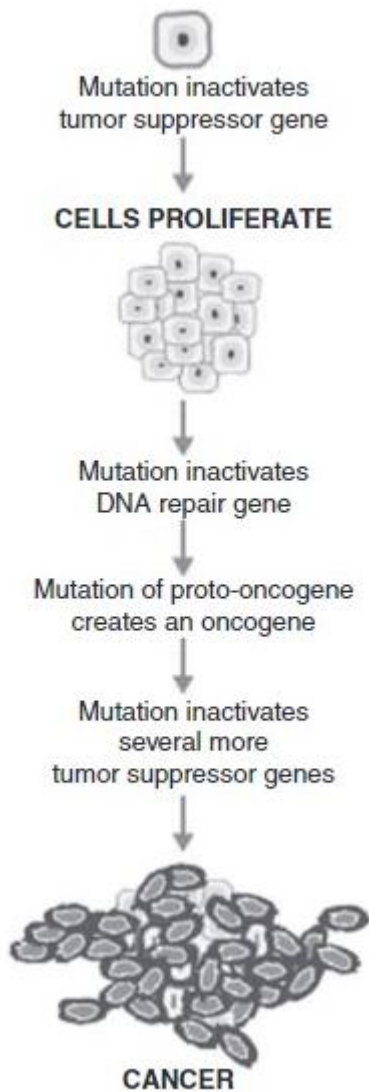 Mutation inactivates
tumor suppressor gene
CELLS PROLIFERATE
Mutation inactivates
DNA repair gene
Mutation of proto-oncogene
creates an oncogene
Mutation inactivates
several more
tumor suppressor genes
CANCER